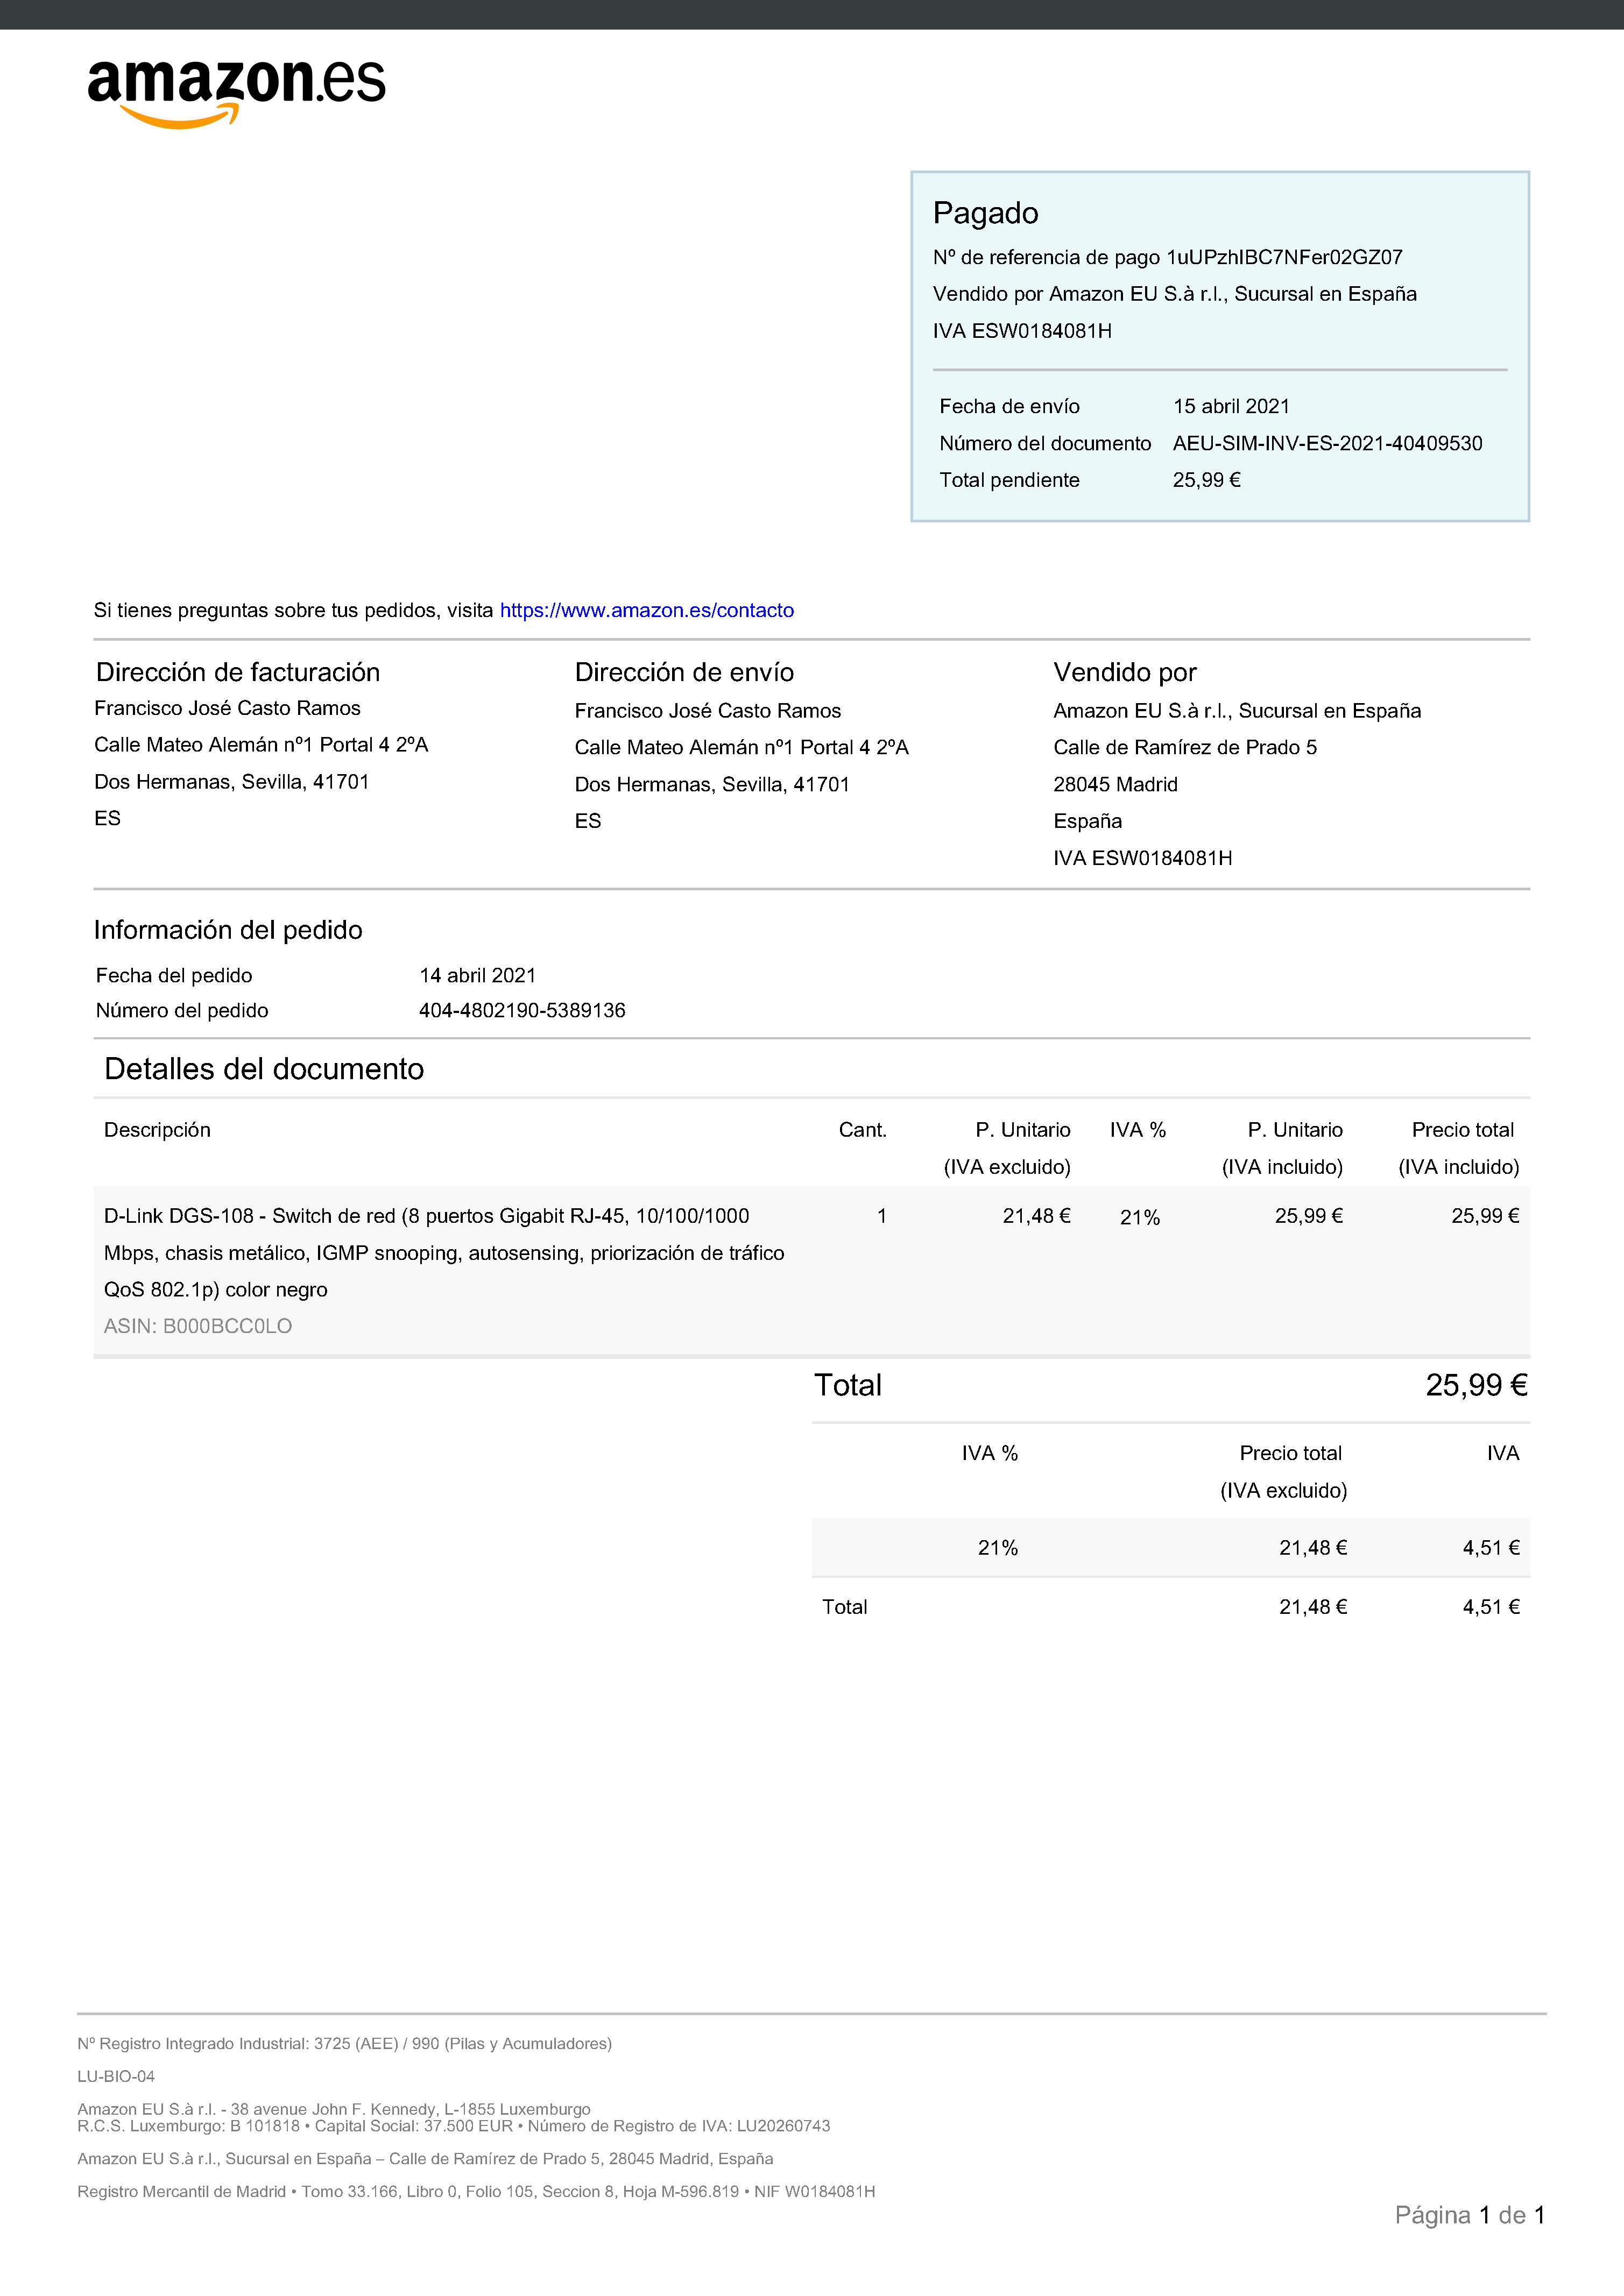 amazon.es
Pagado
Nº de referencia de pago 1uUPzhIBC7NFer02GZ07
Vendido por Amazon EU S.à r.l., Sucursal en España
IVA ESW0184081H
Fecha de envío 15 abril 2021
Número del documento AEU-SIM-INV-ES-2021-40409530
Total pendiente 25,99 €
Si tienes preguntas sobre tus pedidos, visita https://www.amazon.es/contacto
Dirección de facturación
Francisco José Casto Ramos
Calle Mateo Alemán nº1 Portal 4 2ºA
Dos Hermanas, Sevilla, 41701
ES
Dirección de envío
Francisco José Casto Ramos
Calle Mateo Alemán nº1 Portal 4 2ºA
Dos Hermanas, Sevilla, 41701
ES
Vendido por
Amazon EU S.à r.l., Sucursal en España
Calle de Ramírez de Prado 5
28045 Madrid
España
IVA ESW0184081H
Información del pedido
Fecha del pedido 14 abril 2021
Número del pedido 404-4802190-5389136
Detalles del documento
Descripción Cant. P. Unitario IVA % P. Unitario Precio total
(IVA excluido) (IVA incluido) (IVA incluido)
D-Link DGS-108 - Switch de red (8 puertos Gigabit RJ-45, 10/100/1000 1 21,48 € 21% 25,99 € 25,99 €
Mbps, chasis metálico, IGMP snooping, autosensing, priorización de tráfico
QoS 802.1p) color negro
ASIN: B000BCC0LO
Total 25,99 €
IVA % Precio total IVA
(IVA excluido)
21% 21,48 € 4,51 €
Total 21,48 € 4,51 €
Nº Registro Integrado Industrial: 3725 (AEE) / 990 (Pilas y Acumuladores)
LU-BIO-04
Amazon EU S.à r.l. - 38 avenue John F. Kennedy, L-1855 Luxemburgo
R.C.S. Luxemburgo: B 101818 • Capital Social: 37.500 EUR • Número de Registro de IVA: LU20260743
Amazon EU S.à r.l., Sucursal en España – Calle de Ramírez de Prado 5, 28045 Madrid, España
Registro Mercantil de Madrid • Tomo 33.166, Libro 0, Folio 105, Seccion 8, Hoja M-596.819 • NIF W0184081H
Página 1 de 1